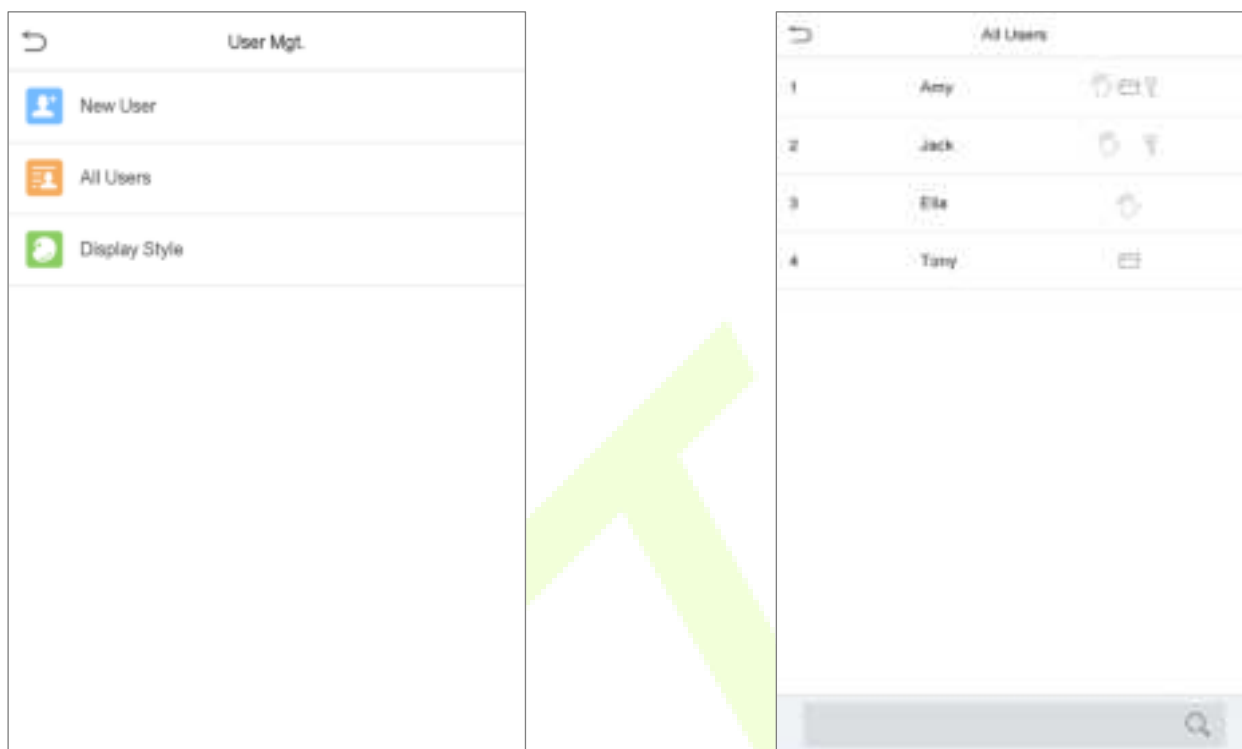 User Mgt.
New User
All Users
Display Style
All Users
1 Amy
2 Jack
3 Ella
4 Tony